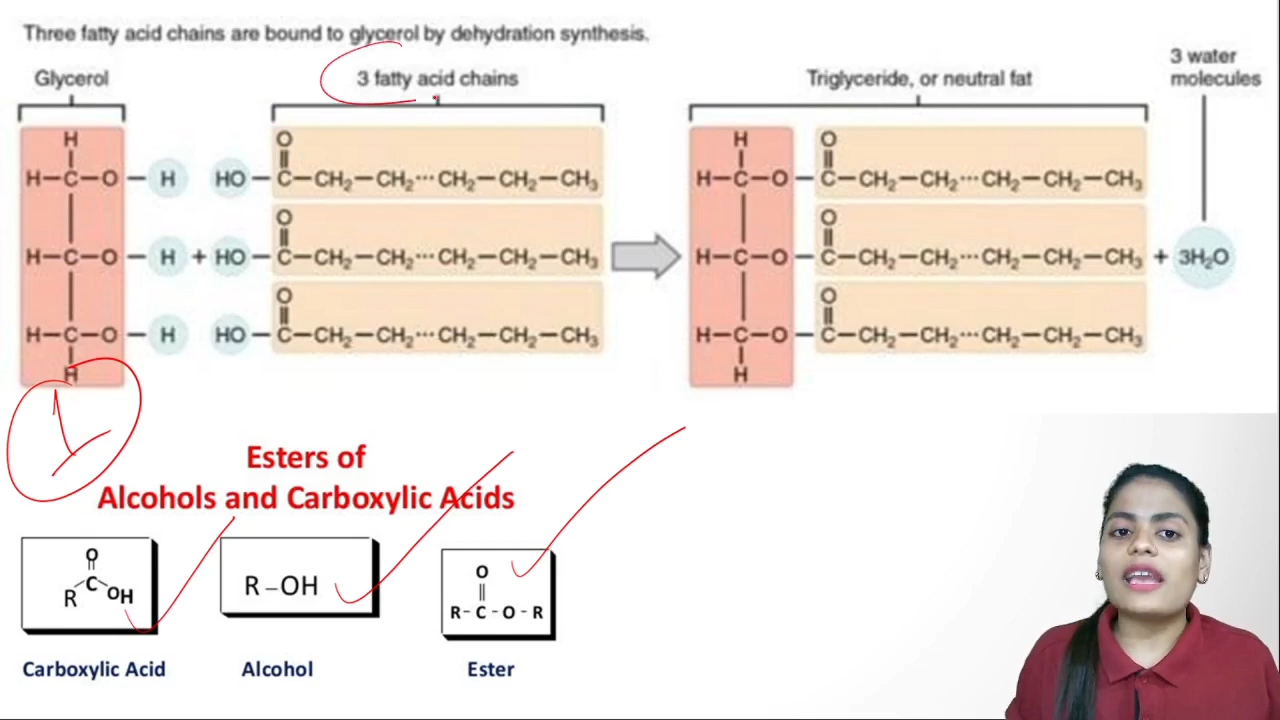 Three fatty acid chains are bound to glycerol by dehydration synthesis.
Glycerol
3 fatty acid chains
Triglyceride, or neutral fat
3 water
molecules
H
H–C–O–H
H–C–O–H
H–C–O–H
H
+
O
HO–C–CH₂–CH₂···CH₂–CH₂–CH₃
O
HO–C–CH₂–CH₂···CH₂–CH₂–CH₃
O
HO–C–CH₂–CH₂···CH₂–CH₂–CH₃
H O
H–C–O–C–CH₂–CH₂···CH₂–CH₂–CH₃
O
H–C–O–C–CH₂–CH₂···CH₂–CH₂–CH₃
O
H–C–O–C–CH₂–CH₂···CH₂–CH₂–CH₃
H
+ 3H₂O
Esters of
Alcohols and Carboxylic Acids
O
R C OH
Carboxylic Acid
R–OH
Alcohol
O
R-C-O-R
Ester